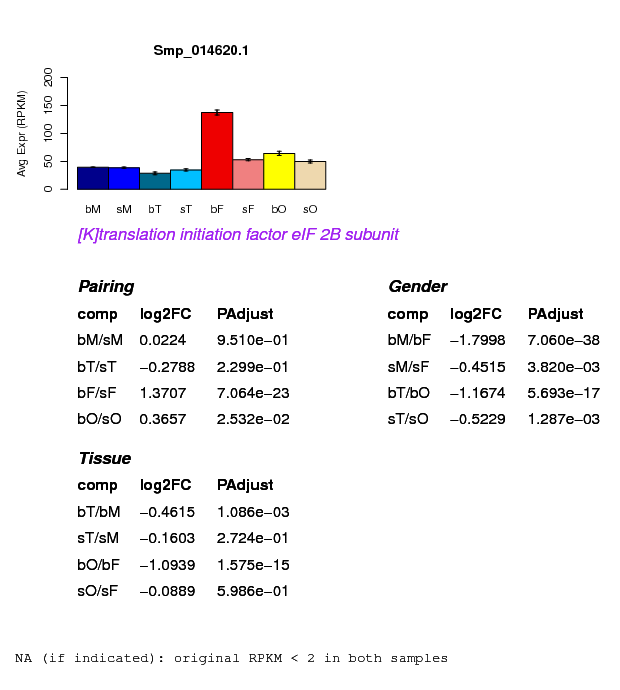 Smp_014620.1
Avg Expr (RPKM)
200
150
100
50
0
bM sM bT sT bF sF bO sO
[K]translation initiation factor eIF 2B subunit
Pairing
comp log2FC PAdjust
bM/sM 0.0224 9.510e−01
bT/sT −0.2788 2.299e−01
bF/sF 1.3707 7.064e−23
bO/sO 0.3657 2.532e−02
Gender
comp log2FC PAdjust
bM/bF −1.7998 7.060e−38
sM/sF −0.4515 3.820e−03
bT/bO −1.1674 5.693e−17
sT/sO −0.5229 1.287e−03
Tissue
comp log2FC PAdjust
bT/bM −0.4615 1.086e−03
sT/sM −0.1603 2.724e−01
bO/bF −1.0939 1.575e−15
sO/sF −0.0889 5.986e−01
NA (if indicated): original RPKM < 2 in both samples